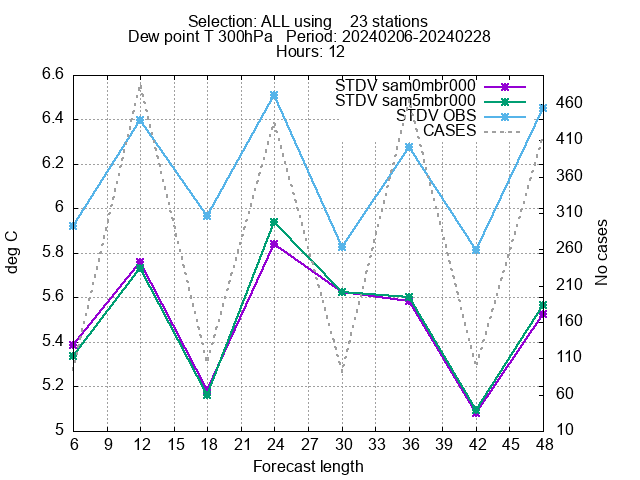 Selection: ALL using 23 stations
Dew point T 300hPa Period: 20240206-20240228
Hours: 12
STDV sam0mbr000
STDV sam5mbr000
STDV OBS
CASES
6.6
6.4
6.2
6
5.8
5.6
5.4
5.2
5
deg C
460
410
360
310
260
210
160
110
60
10
No cases
6 9 12 15 18 21 24 27 30 33 36 39 42 45 48
Forecast length